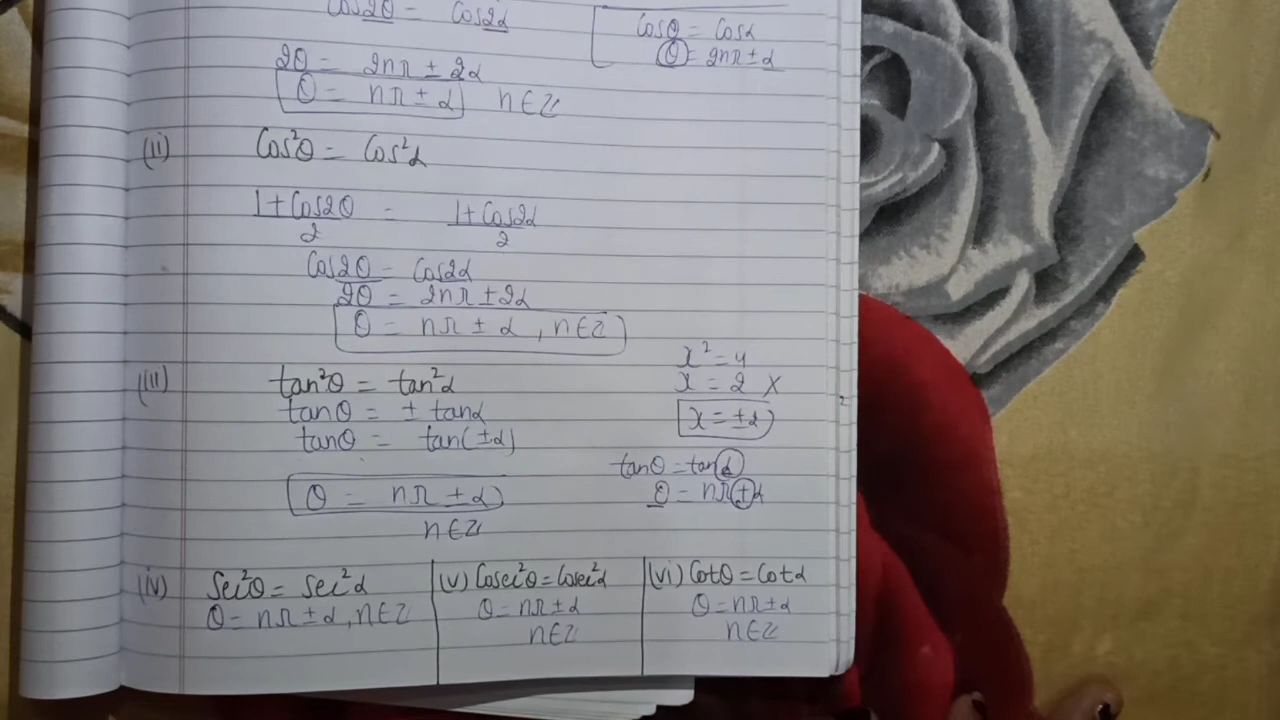 Cos2θ = Cos2α
Cosθ = Cosα
θ = 2nπ ± α
2θ = 2nπ ± 2α
θ = nπ ± α n∈Z
(ii) Cos²θ = Cos²α
1+Cos2θ/2 = 1+Cos2α/2
Cos2θ = Cos2α
2θ = 2nπ ± 2α
θ = nπ ± α, n∈Z
(iii) tan²θ = tan²α
tanθ = ± tanα
tanθ = tan(±α)
θ = nπ ± α
n∈Z
x² = 4
x = 2 X
x = ±2
tanθ = tanα
θ = nπ ± α
(iv) Sec²θ = Sec²α
θ = nπ ± α, n∈Z
(v) Cosec²θ = Cosec²α
θ = nπ ± α
n∈Z
(vi) Cotθ = Cotα
θ = nπ ± α
n∈Z